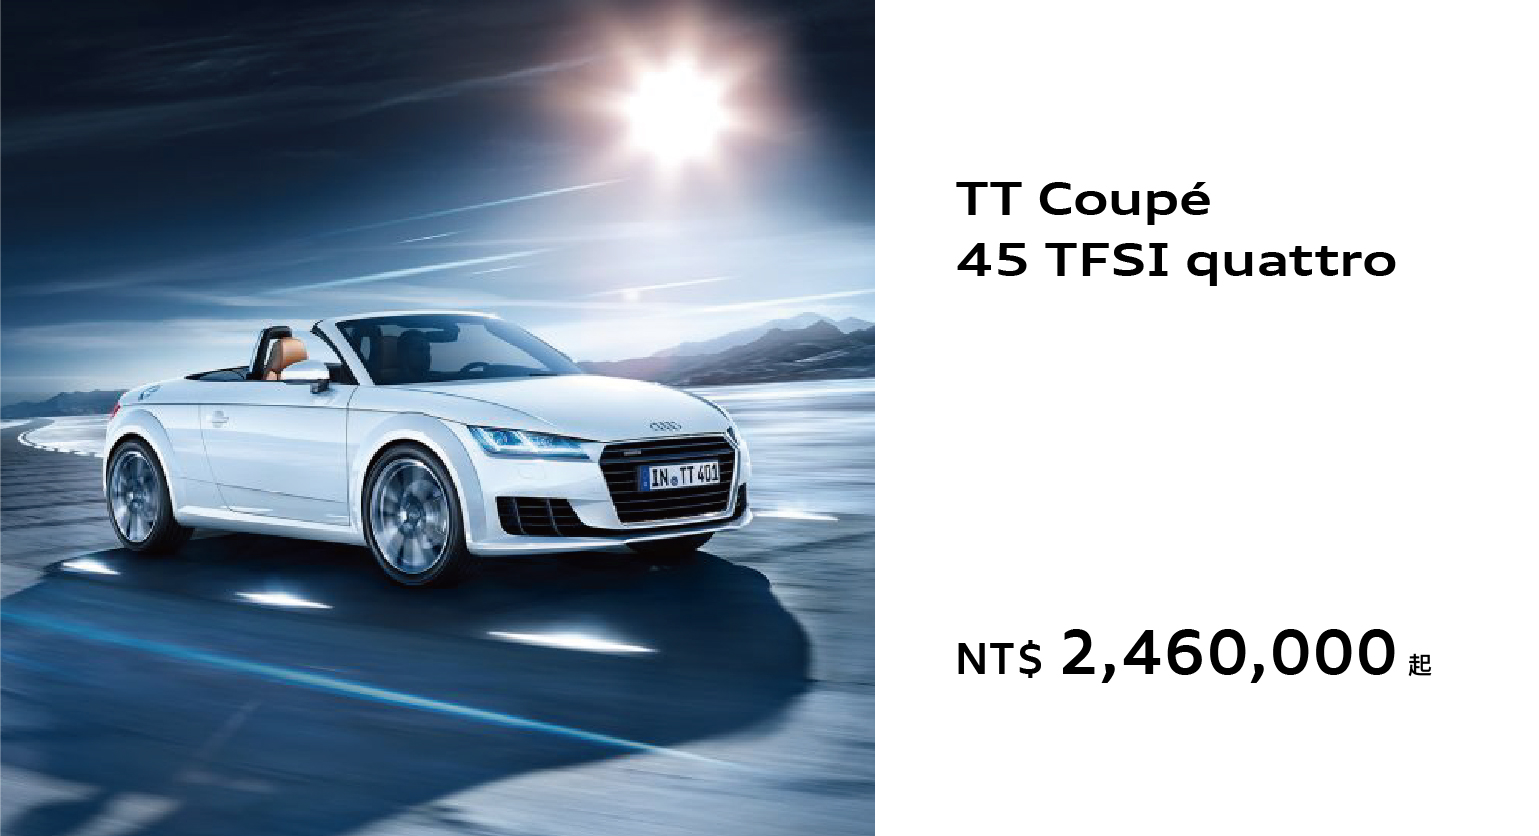 IN TT 401
TT Coupé
45 TFSI quattro
NT$ 2,460,000 起